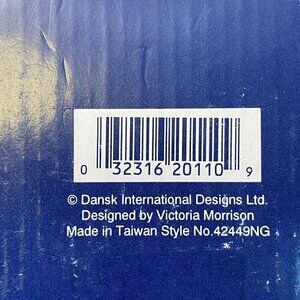 0 32316 20110 9
© Dansk International Designs Ltd.
Designed by Victoria Morrison
Made in Taiwan Style No.42449NG